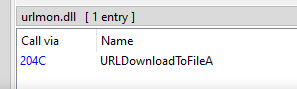 urlmon.dll [ 1 entry ]
Call via Name
204C URLDownloadToFileA